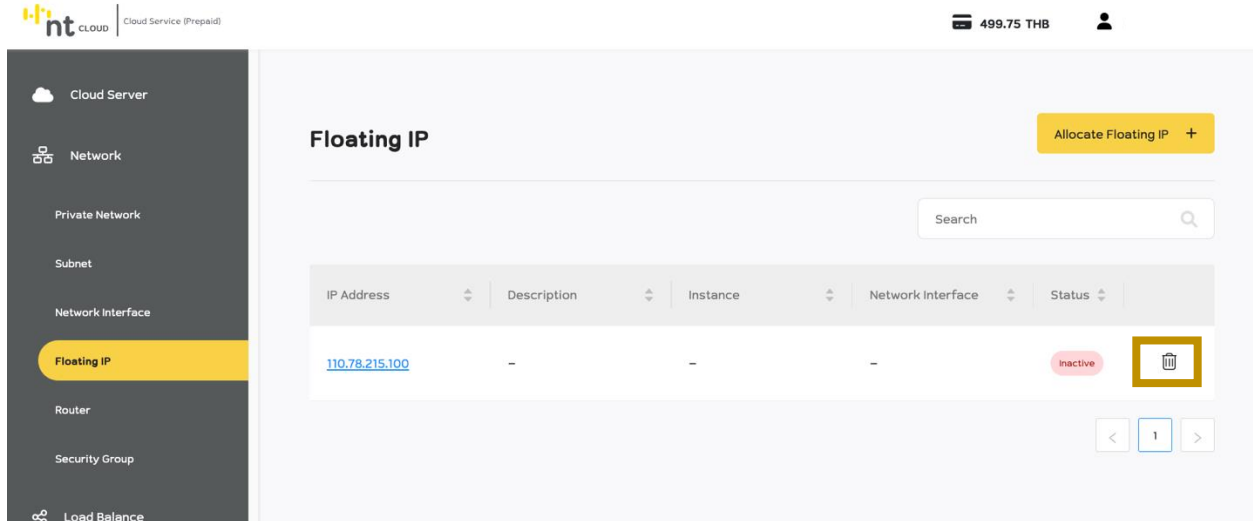 nt CLOUD Cloud Service (Prepaid)
499.75 THB
Cloud Server
Network
Private Network
Subnet
Network Interface
Floating IP
Router
Security Group
Load Balance
Floating IP
Allocate Floating IP +
Search
IP Address Description Instance Network Interface Status
110.78.215.100 – – – Inactive
< 1 >